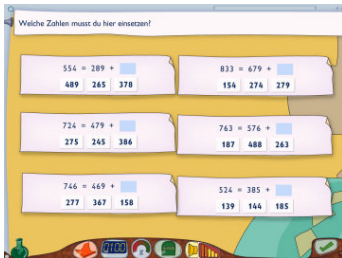 Welche Zahlen musst du hier einsetzen?
554 = 289 +
489 265 378
833 = 679 +
154 274 279
724 = 479 +
275 245 386
763 = 576 +
187 488 263
746 = 469 +
277 367 158
524 = 385 +
139 144 185